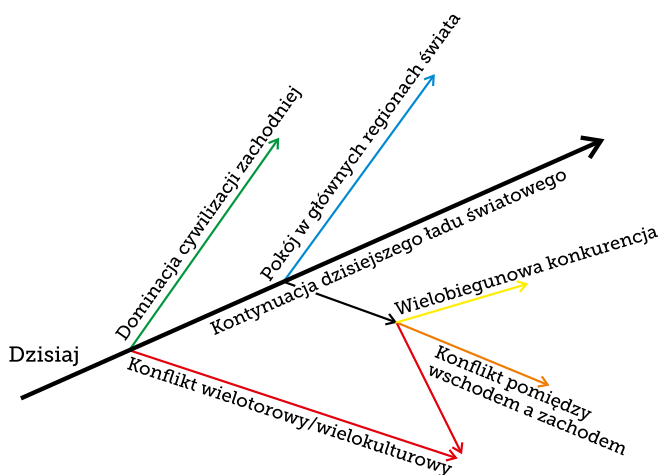 Dzisiaj
Dominacja cywilizacji zachodniej
Pokój w głównych regionach świata
Kontynuacja dzisiejszego ładu światowego
Wielobiegunowa konkurencja
Konflikt pomiędzy
wschodem a zachodem
Konflikt wielotorowy/wielokulturowy